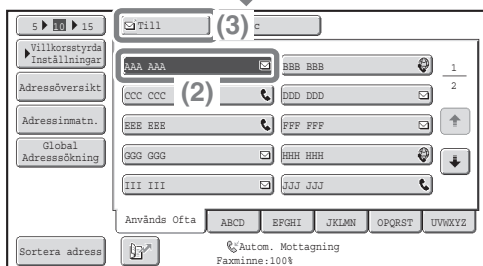 5 10 15
Till
(3)
c
Villkorsstyrda
Inställningar
Adressöversikt
Adressinmatn.
Global
Adresssökning
Sortera adress
AAA AAA
BBB BBB
(2)
CCC CCC
DDD DDD
EEE EEE
FFF FFF
GGG GGG
HHH HHH
III III
JJJ JJJ
1
2
Används Ofta
ABCD
EFGHI
JKLMN
OPQRST
UVWXYZ
Autom. Mottagning
Faxminne:100%